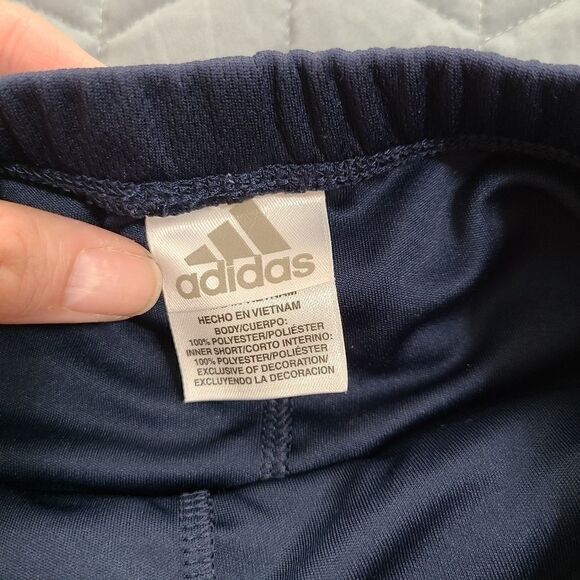 adidas
HECHO EN VIETNAM
BODY/CUERPO:
100% POLYESTER/POLIÉSTER
INNER SHORT/CORTO INTERINO:
100% POLYESTER/POLIÉSTER
EXCLUSIVE OF DECORATION/
EXCLUYENDO LA DECORACION